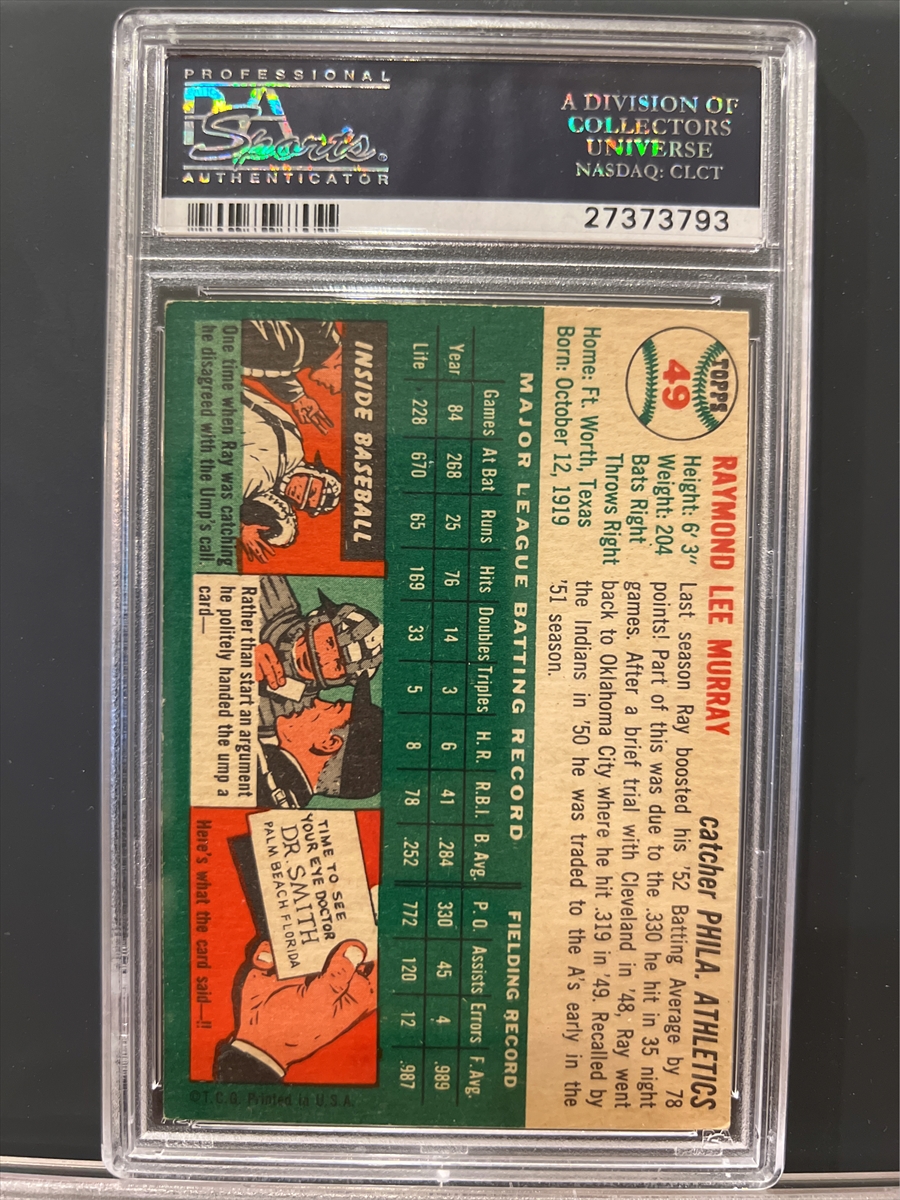 PROFESSIONAL
PSA
Sports®
AUTHENTICATOR
A DIVISION OF
COLLECTORS
UNIVERSE
NASDAQ: CLCT
27373793
TOPPS
49
RAYMOND LEE MURRAY
catcher PHILA. ATHLETICS
Height: 6' 3"
Weight: 204
Bats Right
Throws Right
Home: Ft. Worth, Texas
Born: October 12, 1919
Last season Ray boosted his '52 Batting Average by 78
points! Part of this was due to the .330 he hit in 35 night
games. After a brief trial with Cleveland in '48, Ray went
back to Oklahoma City where he hit .319 in '49. Recalled by
the Indians in '50 he was traded to the A's early in the
'51 season.
MAJOR LEAGUE BATTING RECORD FIELDING RECORD
Games At Bat Runs Hits Doubles Triples H. R. R.B.I. B. Avg. P. O. Assists Errors F. Avg.
Year 84 268 25 76 14 3 6 41 .284 330 45 4 .989
Life 228 670 65 169 33 5 8 78 .252 772 120 12 .987
INSIDE BASEBALL
One time when Ray was catching
he disagreed with the Ump's call.
Rather than start an argument
he politely handed the ump a
card—
TIME TO SEE
YOUR EYE DOCTOR
DR. SMITH
PALM BEACH FLORIDA
Here's what the card said—!!
© T. C. G. Printed in U. S. A.